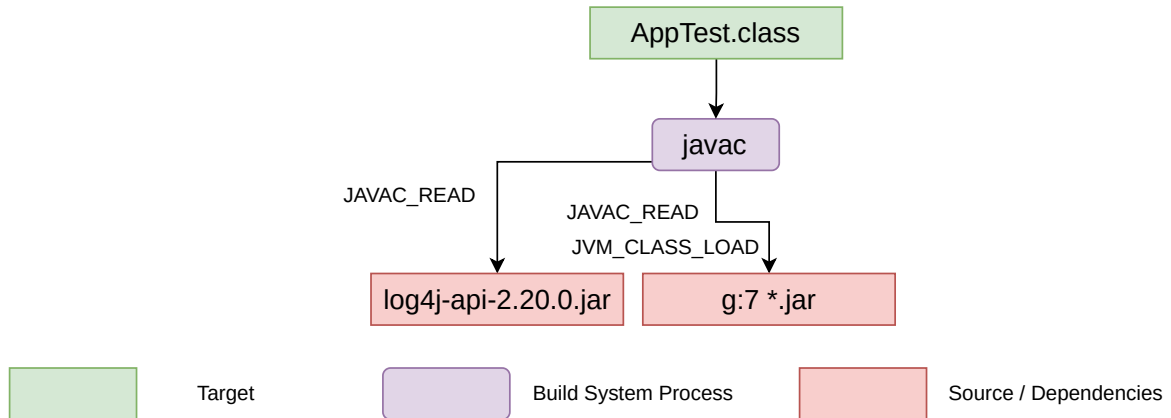 AppTest.class
javac
JAVAC_READ
JAVAC_READ
JVM_CLASS_LOAD
log4j-api-2.20.0.jar
g:7 *.jar
Target
Build System Process
Source / Dependencies